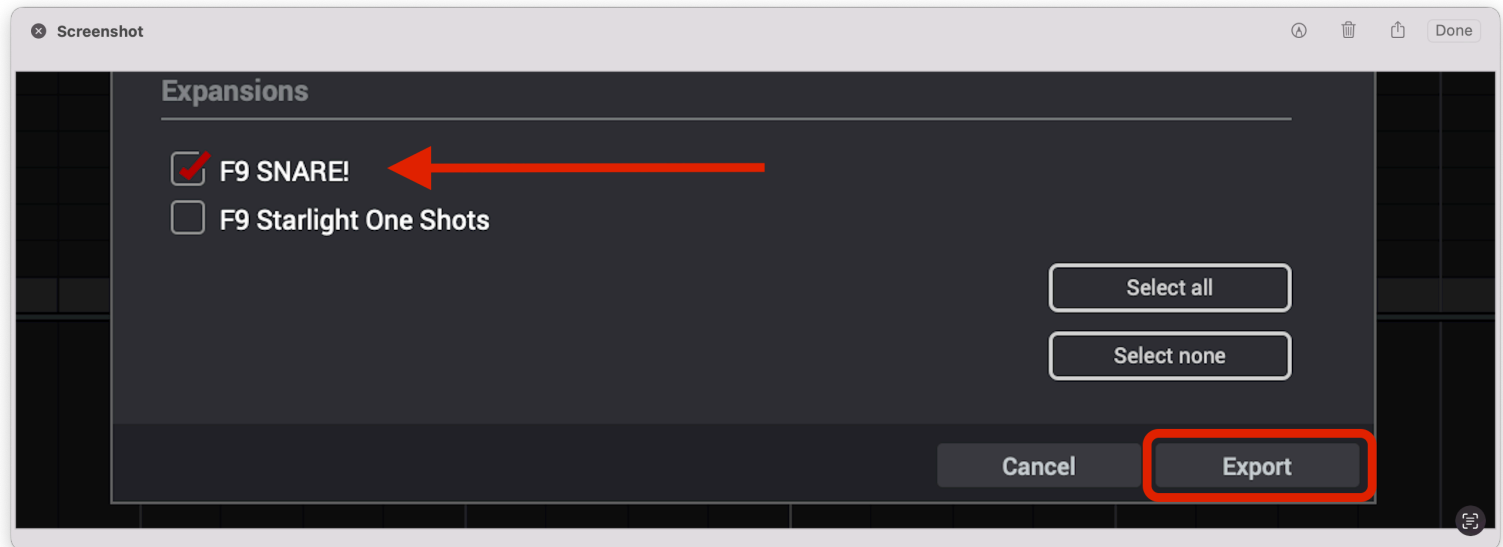 Screenshot
Done
Expansions
F9 SNARE!
F9 Starlight One Shots
Select all
Select none
Cancel
Export